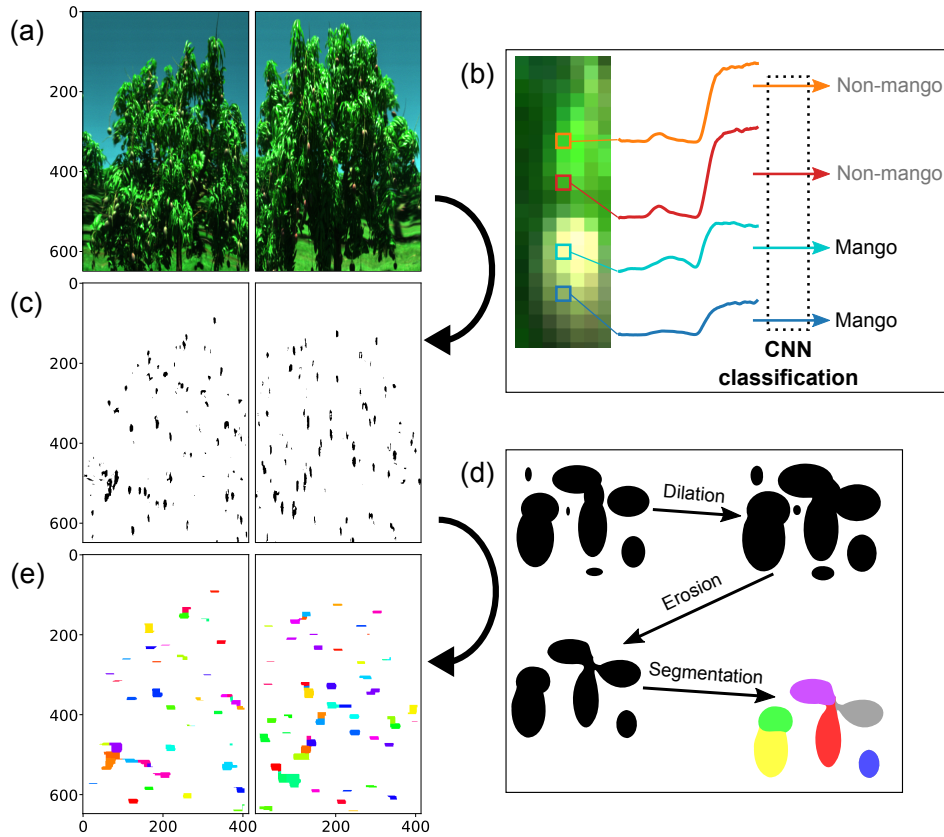 (a)
0
200
400
600
(b)
Non-mango
Non-mango
Mango
Mango
CNN
classification
(c)
0
200
400
600
(d)
Dilation
Erosion
Segmentation
(e)
0
200
400
600
0 200 400 0 200 400